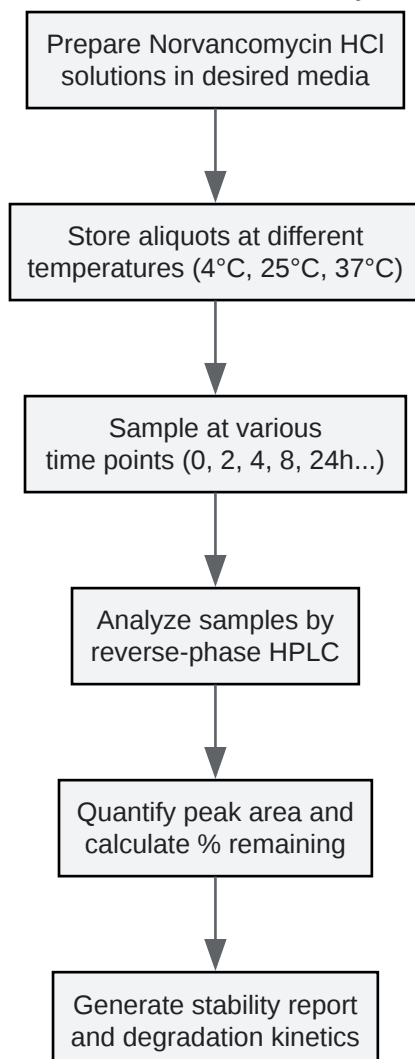 Prepare Norvancomycin HCl
solutions in desired media
Store aliquots at different
temperatures (4°C, 25°C, 37°C)
Sample at various
time points (0, 2, 4, 8, 24h...)
Analyze samples by
reverse-phase HPLC
Quantify peak area and
calculate % remaining
Generate stability report
and degradation kinetics